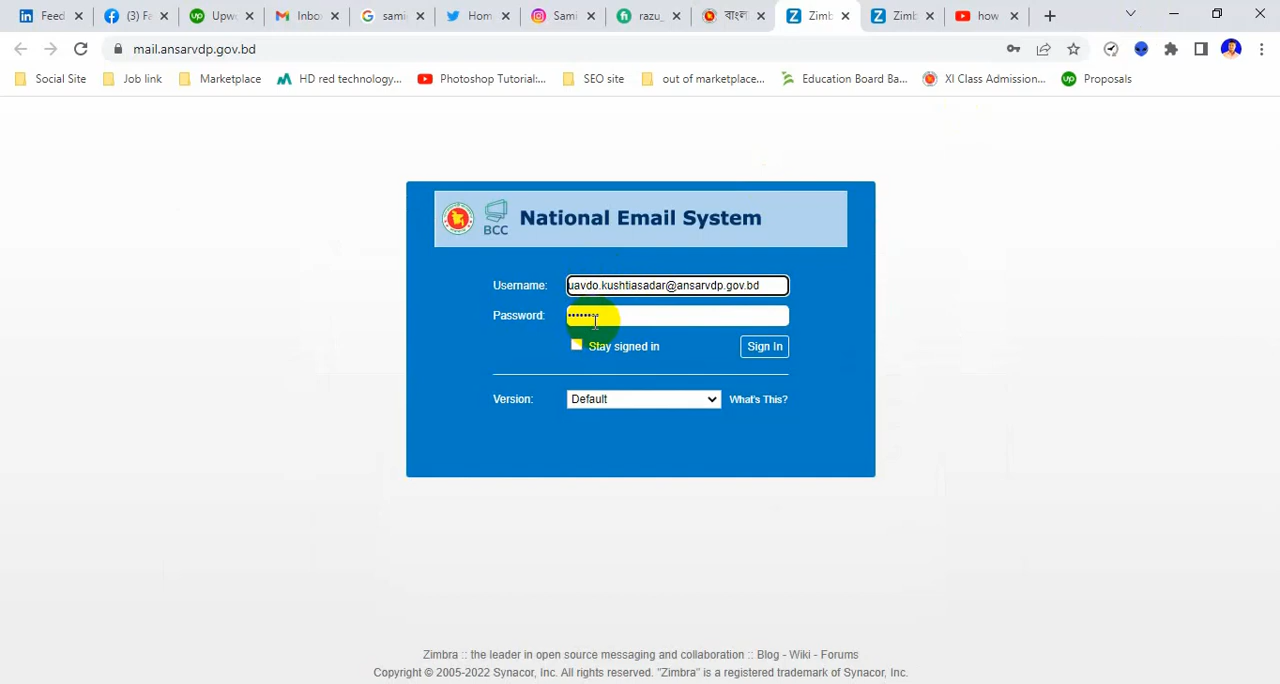 Feed (3) Fa Upwo Inbo sami Hom Sami razu_ বাংল Zimb Zimb how
mail.ansarvdp.gov.bd
Social Site Job link Marketplace HD red technology... Photoshop Tutorial:... SEO site out of marketplace... Education Board Ba... XI Class Admission... Proposals
BCC National Email System
Username: uavdo.kushtiasadar@ansarvdp.gov.bd
Password: ••••••••
Stay signed in Sign In
Version: Default What's This?
Zimbra :: the leader in open source messaging and collaboration :: Blog - Wiki - Forums
Copyright © 2005-2022 Synacor, Inc. All rights reserved. "Zimbra" is a registered trademark of Synacor, Inc.